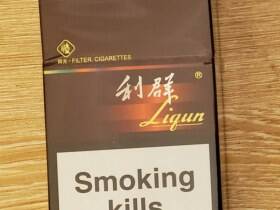 FILTER CIGARETTES
利群®
Liqun
Smoking
kills